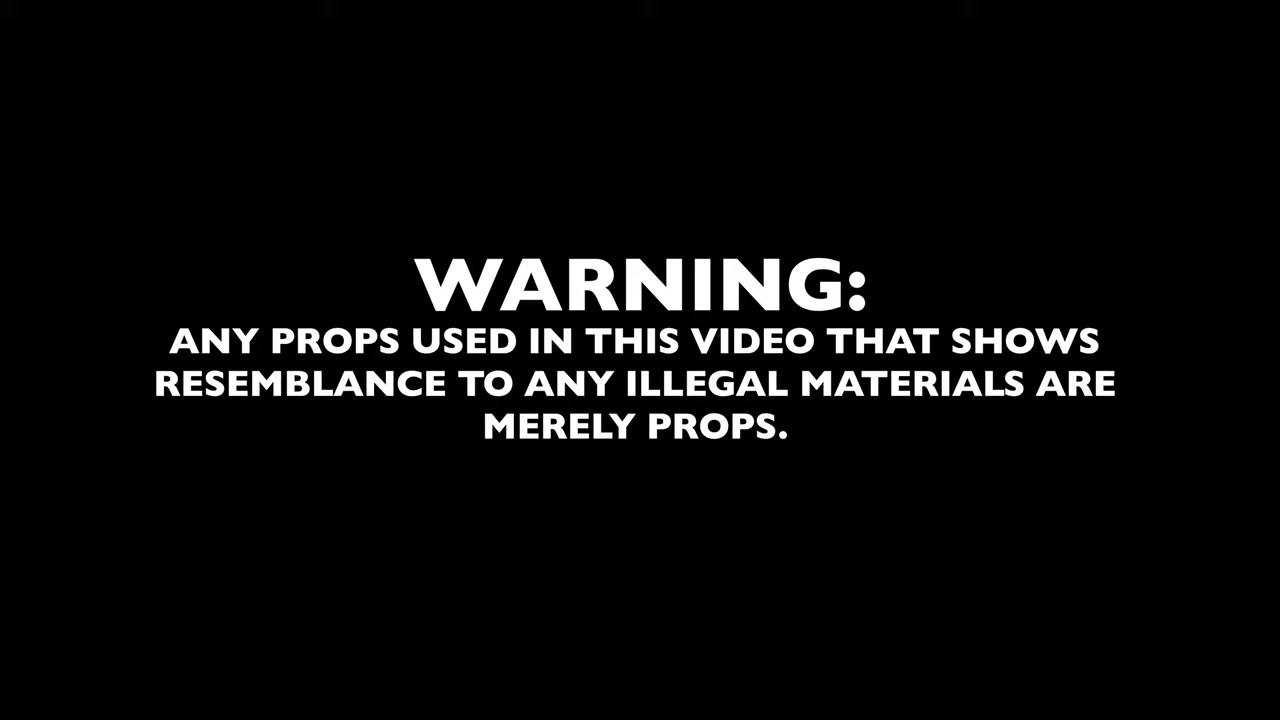 WARNING:
ANY PROPS USED IN THIS VIDEO THAT SHOWS
RESEMBLANCE TO ANY ILLEGAL MATERIALS ARE
MERELY PROPS.